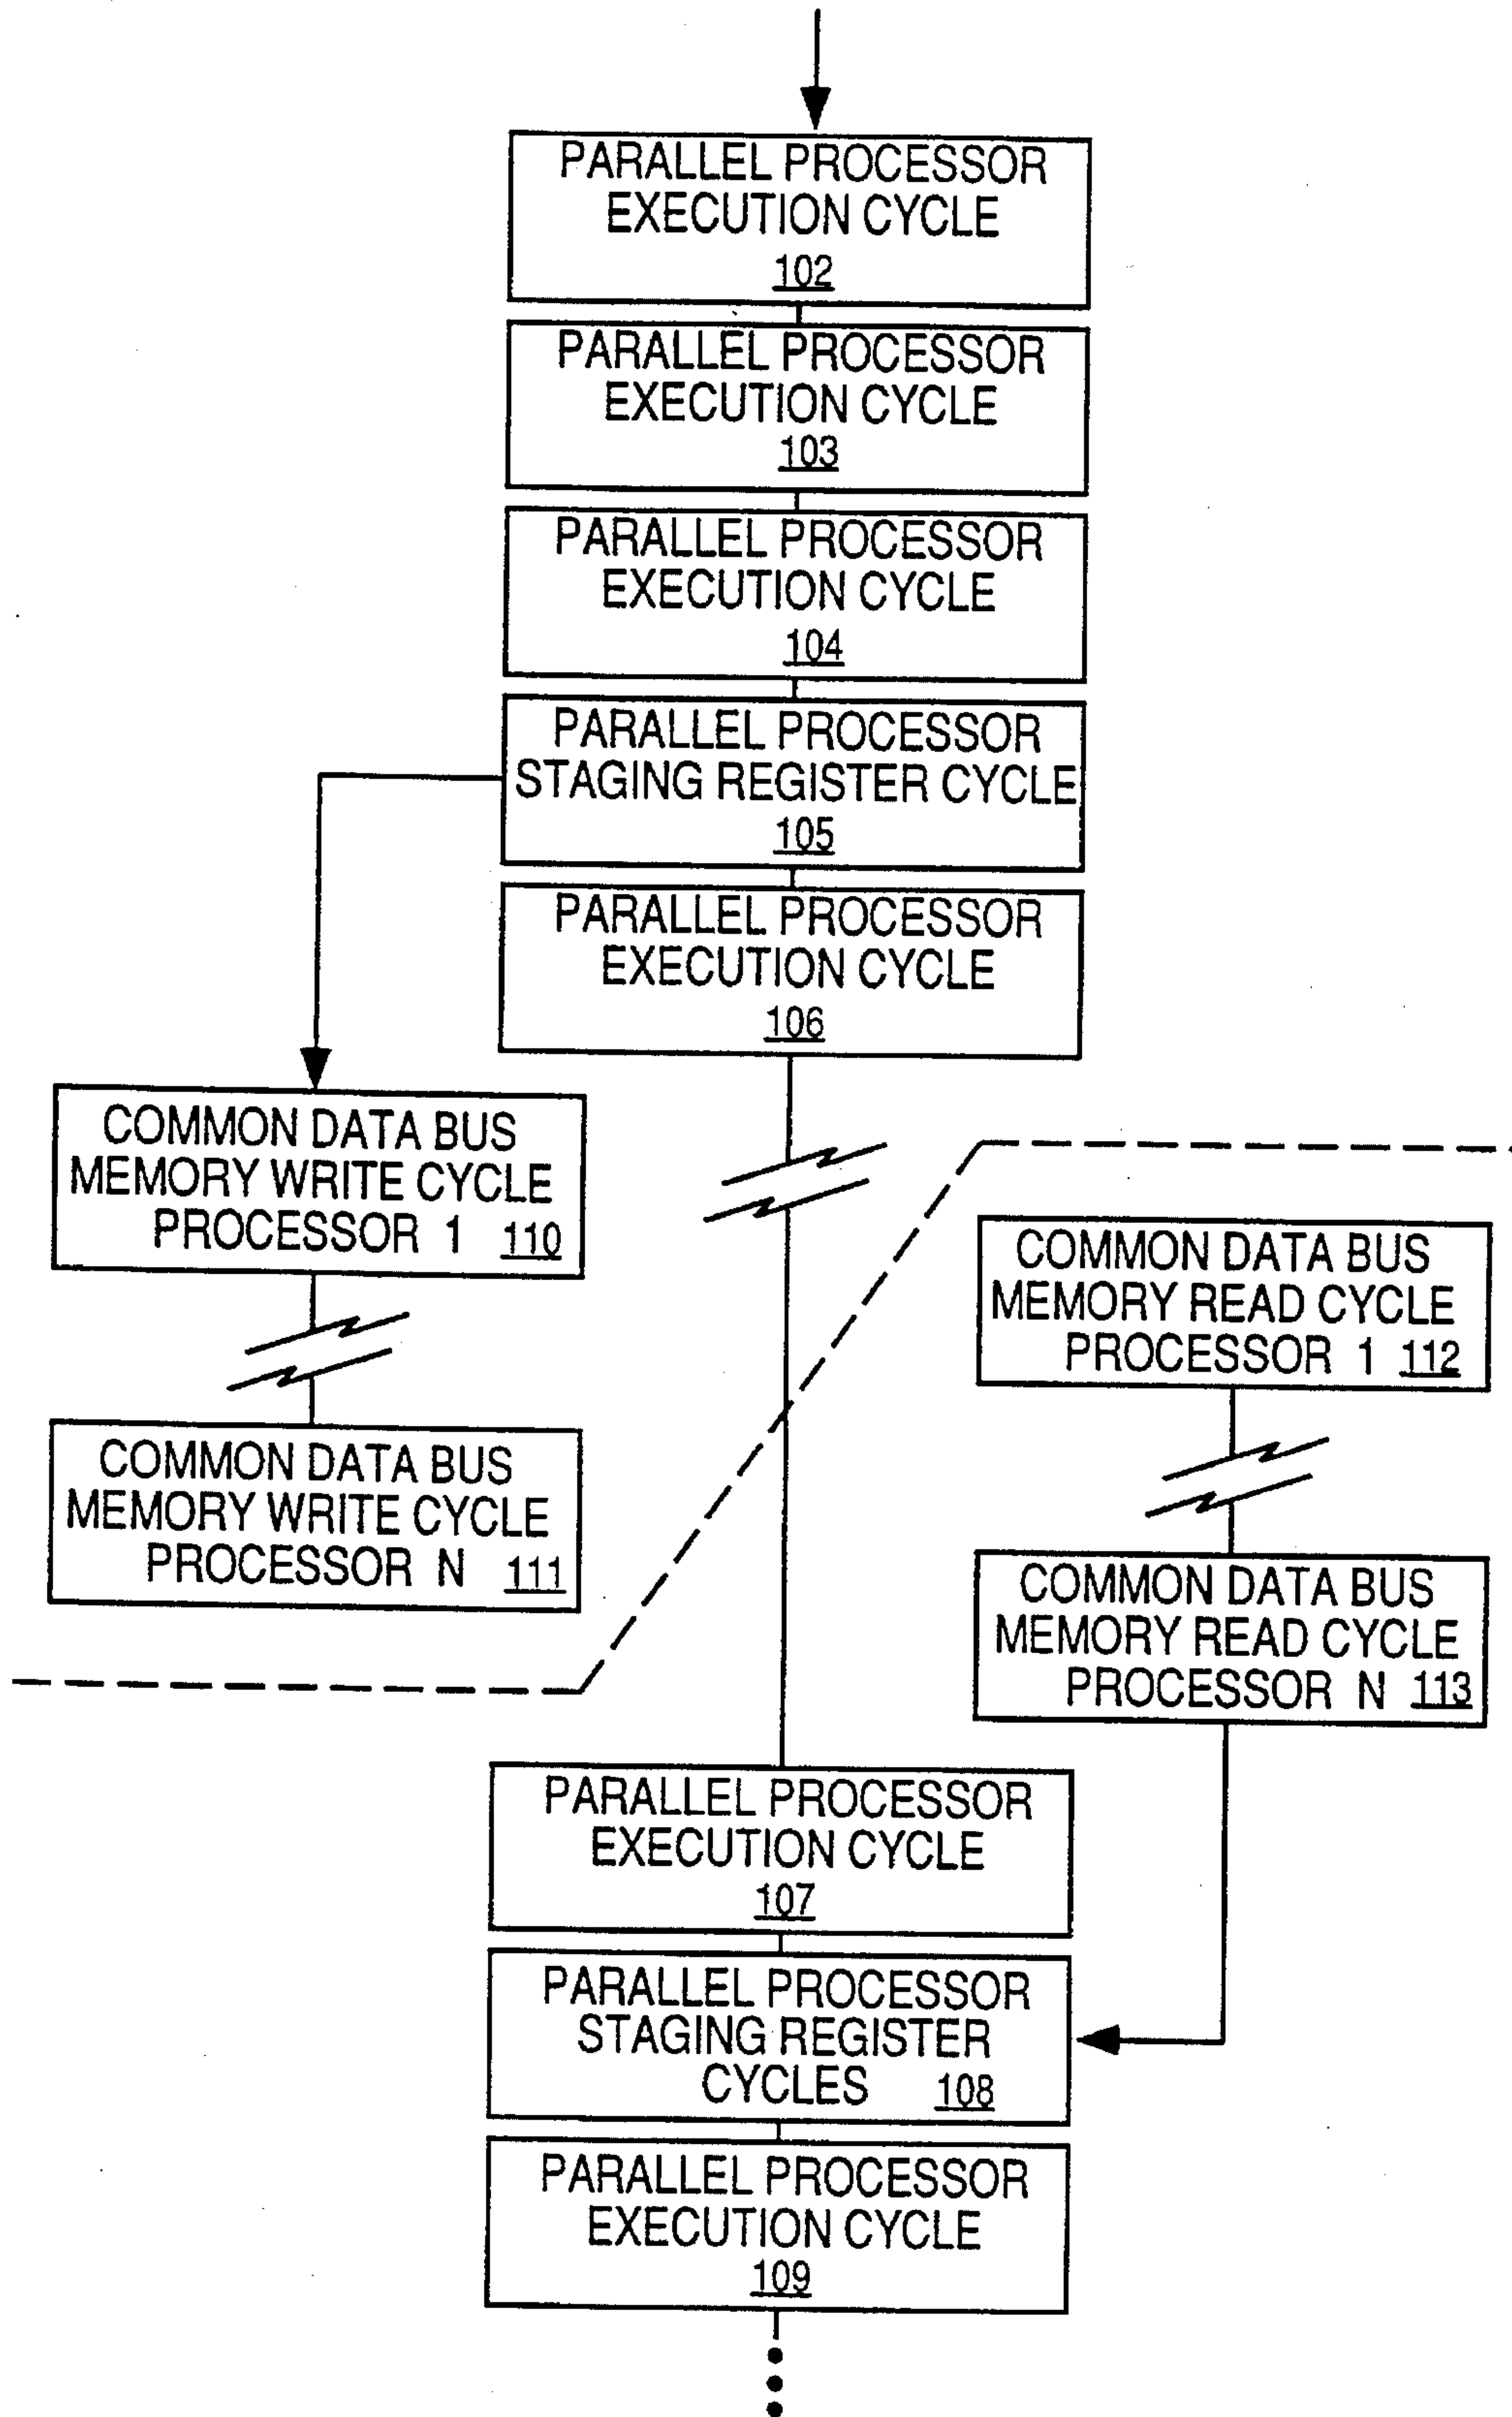 PARALLEL PROCESSOR
EXECUTION CYCLE
102
PARALLEL PROCESSOR
EXECUTION CYCLE
103
PARALLEL PROCESSOR
EXECUTION CYCLE
104
PARALLEL PROCESSOR
STAGING REGISTER CYCLE
105
PARALLEL PROCESSOR
EXECUTION CYCLE
106
COMMON DATA BUS
MEMORY WRITE CYCLE
PROCESSOR 1 110
COMMON DATA BUS
MEMORY WRITE CYCLE
PROCESSOR N 111
COMMON DATA BUS
MEMORY READ CYCLE
PROCESSOR 1 112
COMMON DATA BUS
MEMORY READ CYCLE
PROCESSOR N 113
PARALLEL PROCESSOR
EXECUTION CYCLE
107
PARALLEL PROCESSOR
STAGING REGISTER
CYCLES 108
PARALLEL PROCESSOR
EXECUTION CYCLE
109